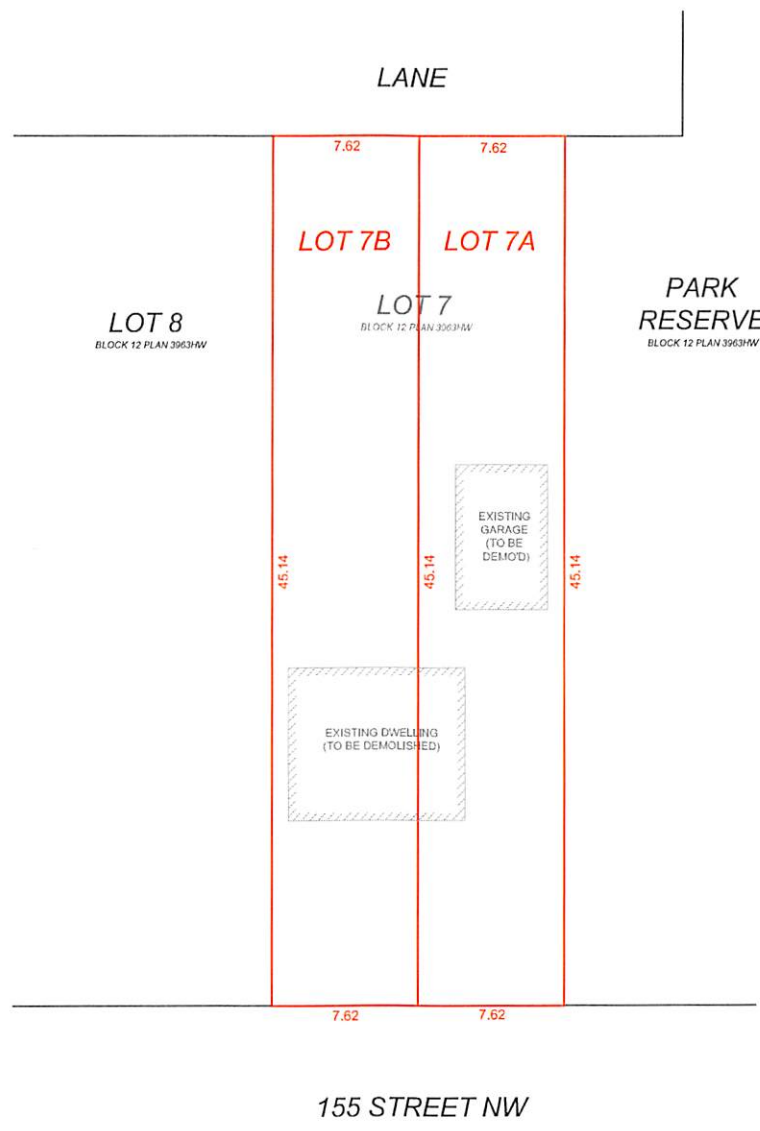 LANE
7.62
7.62
LOT 7B
LOT 7A
LOT 7
BLOCK 12 PLAN 3963HW
LOT 8
BLOCK 12 PLAN 3963HW
PARK
RESERVE
BLOCK 12 PLAN 3963HW
EXISTING
GARAGE
(TO BE
DEMO'D)
45.14
45.14
45.14
EXISTING DWELLING
(TO BE DEMOLISHED)
7.62
7.62
155 STREET NW